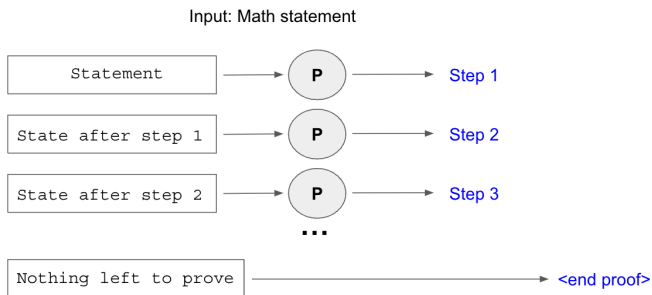 Input: Math statement
Statement P Step 1
State after step 1 P Step 2
State after step 2 P Step 3
...
Nothing left to prove <end proof>